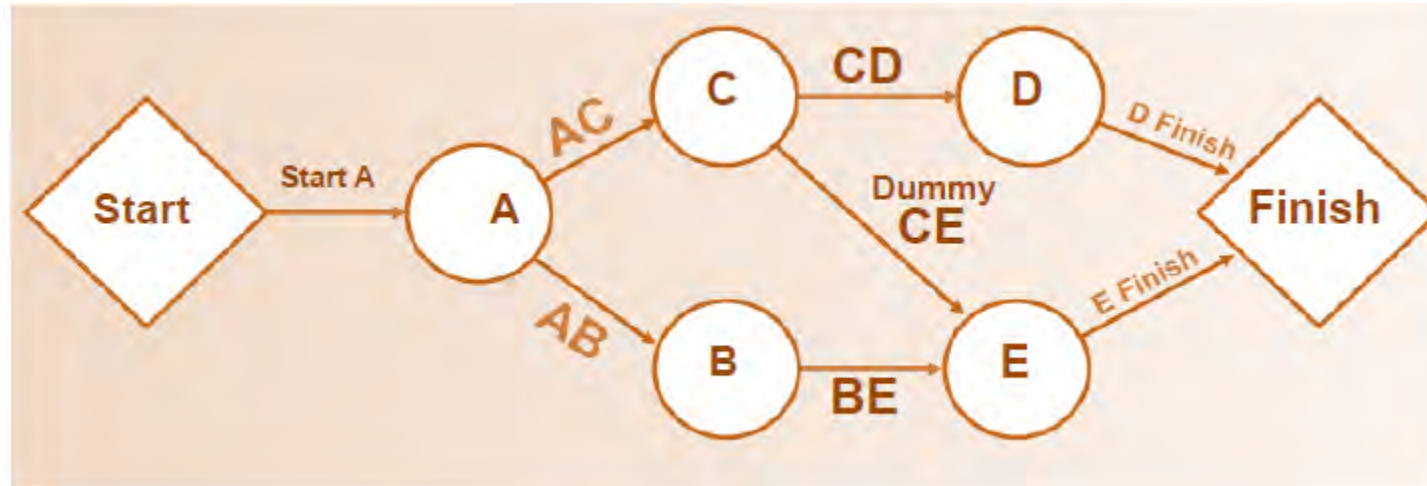 Start
Start A
A
AC
AB
C
B
CD
Dummy
CE
BE
D
E
D Finish
E Finish
Finish